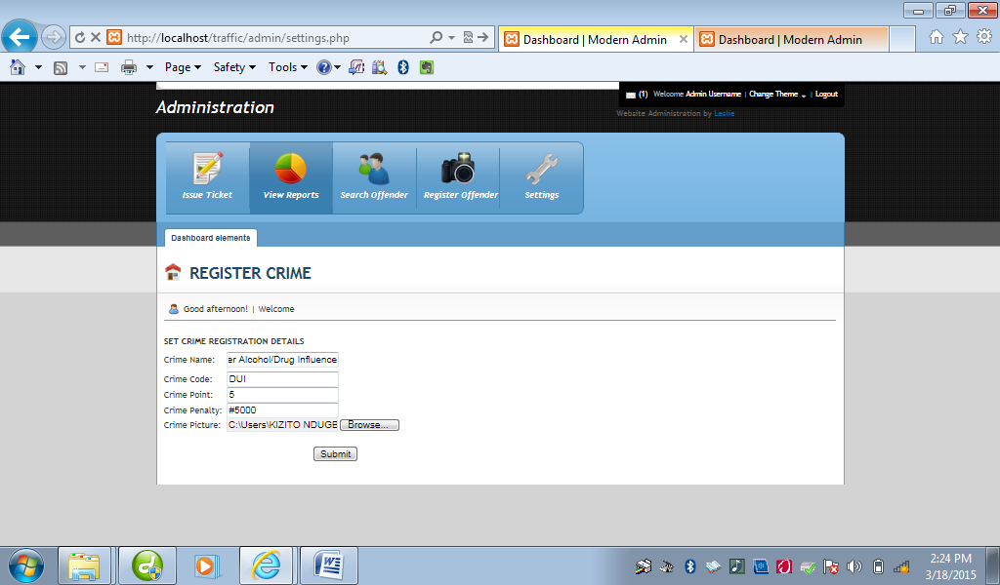 http://localhost/traffic/admin/settings.php
Dashboard | Modern Admin
Dashboard | Modern Admin
Page Safety Tools
Administration
(1) Welcome Admin Username | Change Theme | Logout
Website Administration by Leslie
Issue Ticket
View Reports
Search Offender
Register Offender
Settings
Dashboard elements
REGISTER CRIME
Good afternoon! | Welcome
SET CRIME REGISTRATION DETAILS
Crime Name: er Alcohol/Drug Influence
Crime Code: DUI
Crime Point: 5
Crime Penalty: #5000
Crime Picture: C:\Users\KIZITO NDUGE Browse...
Submit
2:24 PM
3/18/2015